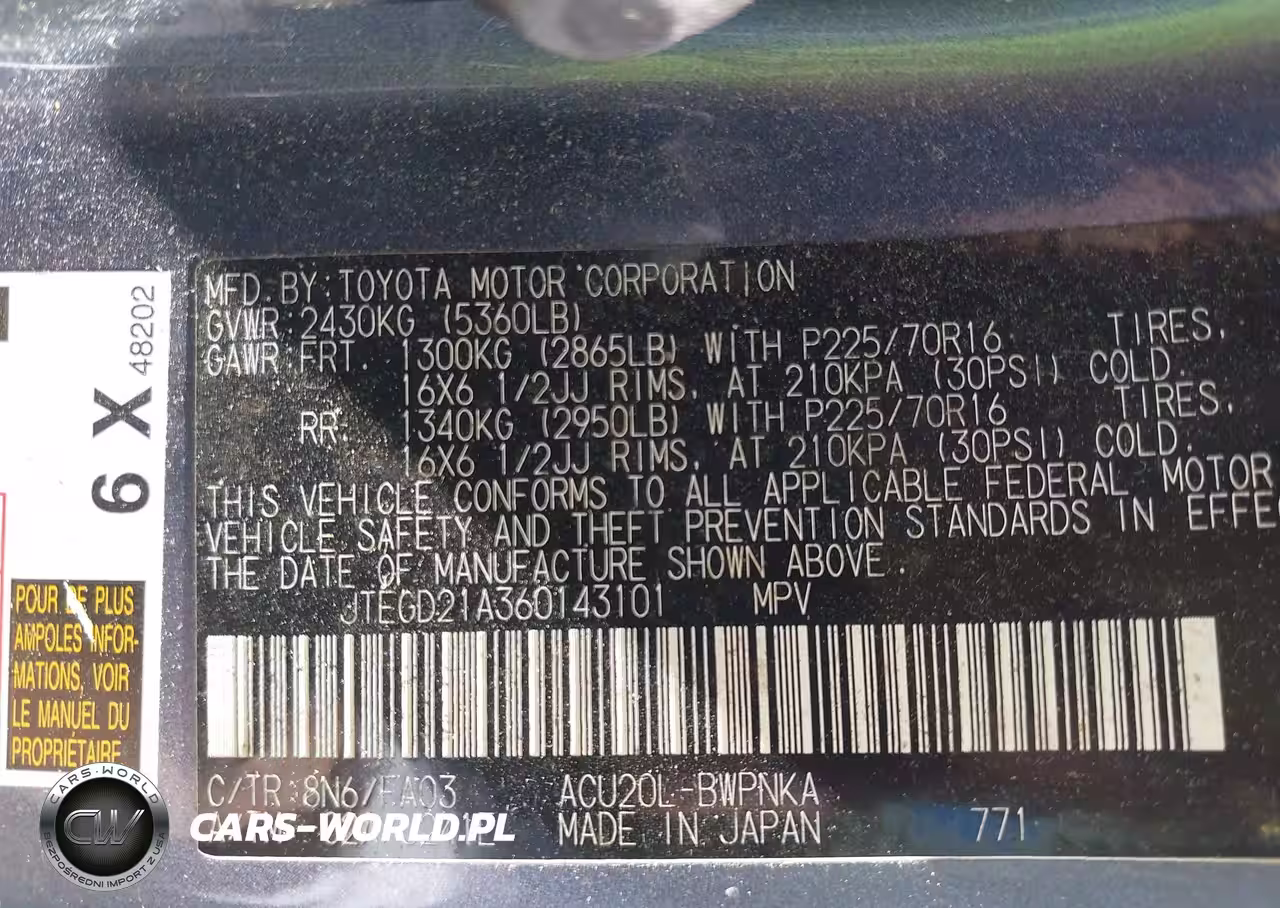 MFD. BY: TOYOTA MOTOR CORPORATION
GVWR: 2430KG (5360LB)
GAWR: FRT. 1300KG (2865LB) WITH P225/70R16 TIRES,
16X6 1/2JJ RIMS, AT 210KPA (30PSI) COLD.
RR. 1340KG (2950LB) WITH P225/70R16 TIRES,
16X6 1/2JJ RIMS, AT 210KPA (30PSI) COLD.
THIS VEHICLE CONFORMS TO ALL APPLICABLE FEDERAL MOTOR
VEHICLE SAFETY AND THEFT PREVENTION STANDARDS IN EFFE
THE DATE OF MANUFACTURE SHOWN ABOVE.
JTEGD21A360143101 MPV
C/TR: 8N6/FA03 ACU20L-BWPNKA
MADE IN JAPAN 771
6 X 48202
POUR DE PLUS
AMPLES INFOR-
MATIONS, VOIR
LE MANUEL DU
PROPRIÉTAIRE
CARS-WORLD
CW
BEZPOŚREDNI IMPORT Z USA
CARS-WORLD.PL